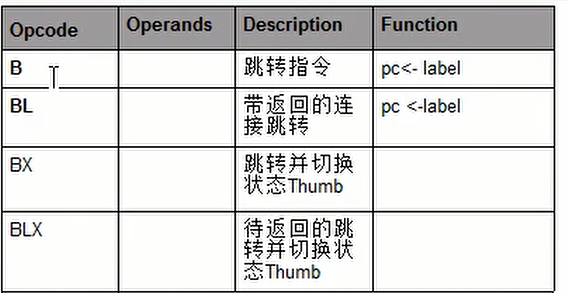 Opcode Operands Description Function
B 跳转指令 pc<- label
BL 带返回的连 pc <-label
接跳转
BX 跳转并切换
状态Thumb
BLX 待返回的跳
转并切换状
态Thumb